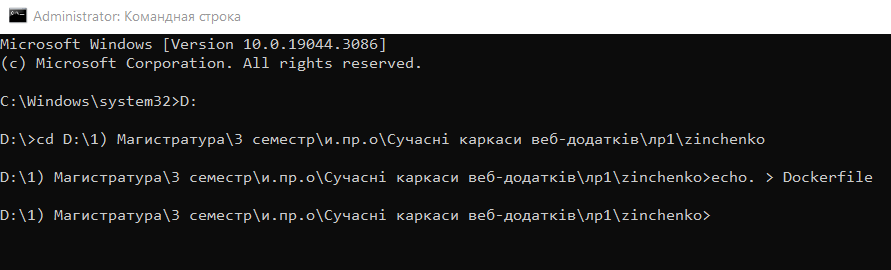 Administrator: Командная строка
Microsoft Windows [Version 10.0.19044.3086]
(c) Microsoft Corporation. All rights reserved.
C:\Windows\system32>D:
D:\>cd D:\1) Магистратура\3 семестр\и.пр.о\Сучасні каркаси веб-додатків\лр1\zinchenko
D:\1) Магистратура\3 семестр\и.пр.о\Сучасні каркаси веб-додатків\лр1\zinchenko>echo. > Dockerfile
D:\1) Магистратура\3 семестр\и.пр.о\Сучасні каркаси веб-додатків\лр1\zinchenko>